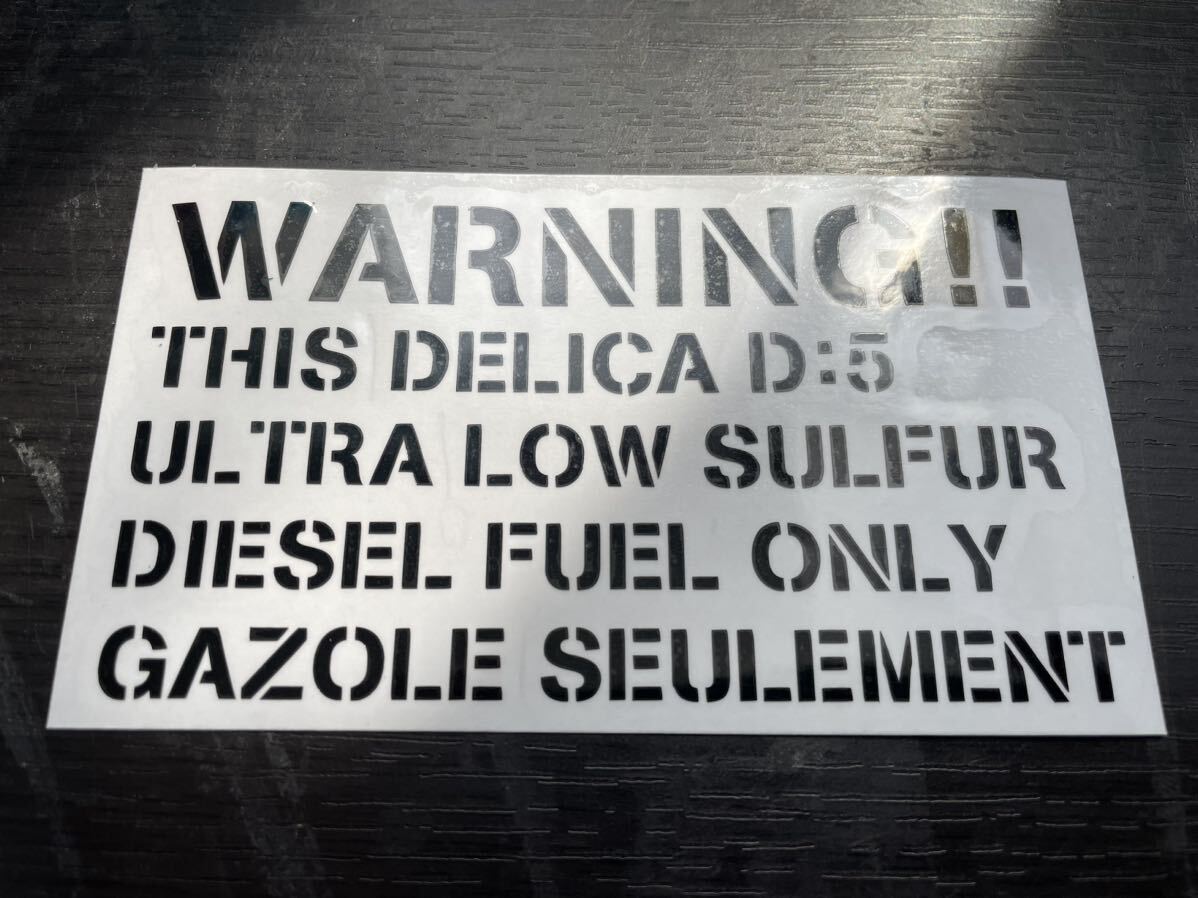 WARNING!!
THIS DELICA D:5
ULTRA LOW SULFUR
DIESEL FUEL ONLY
GAZOLE SEULEMENT